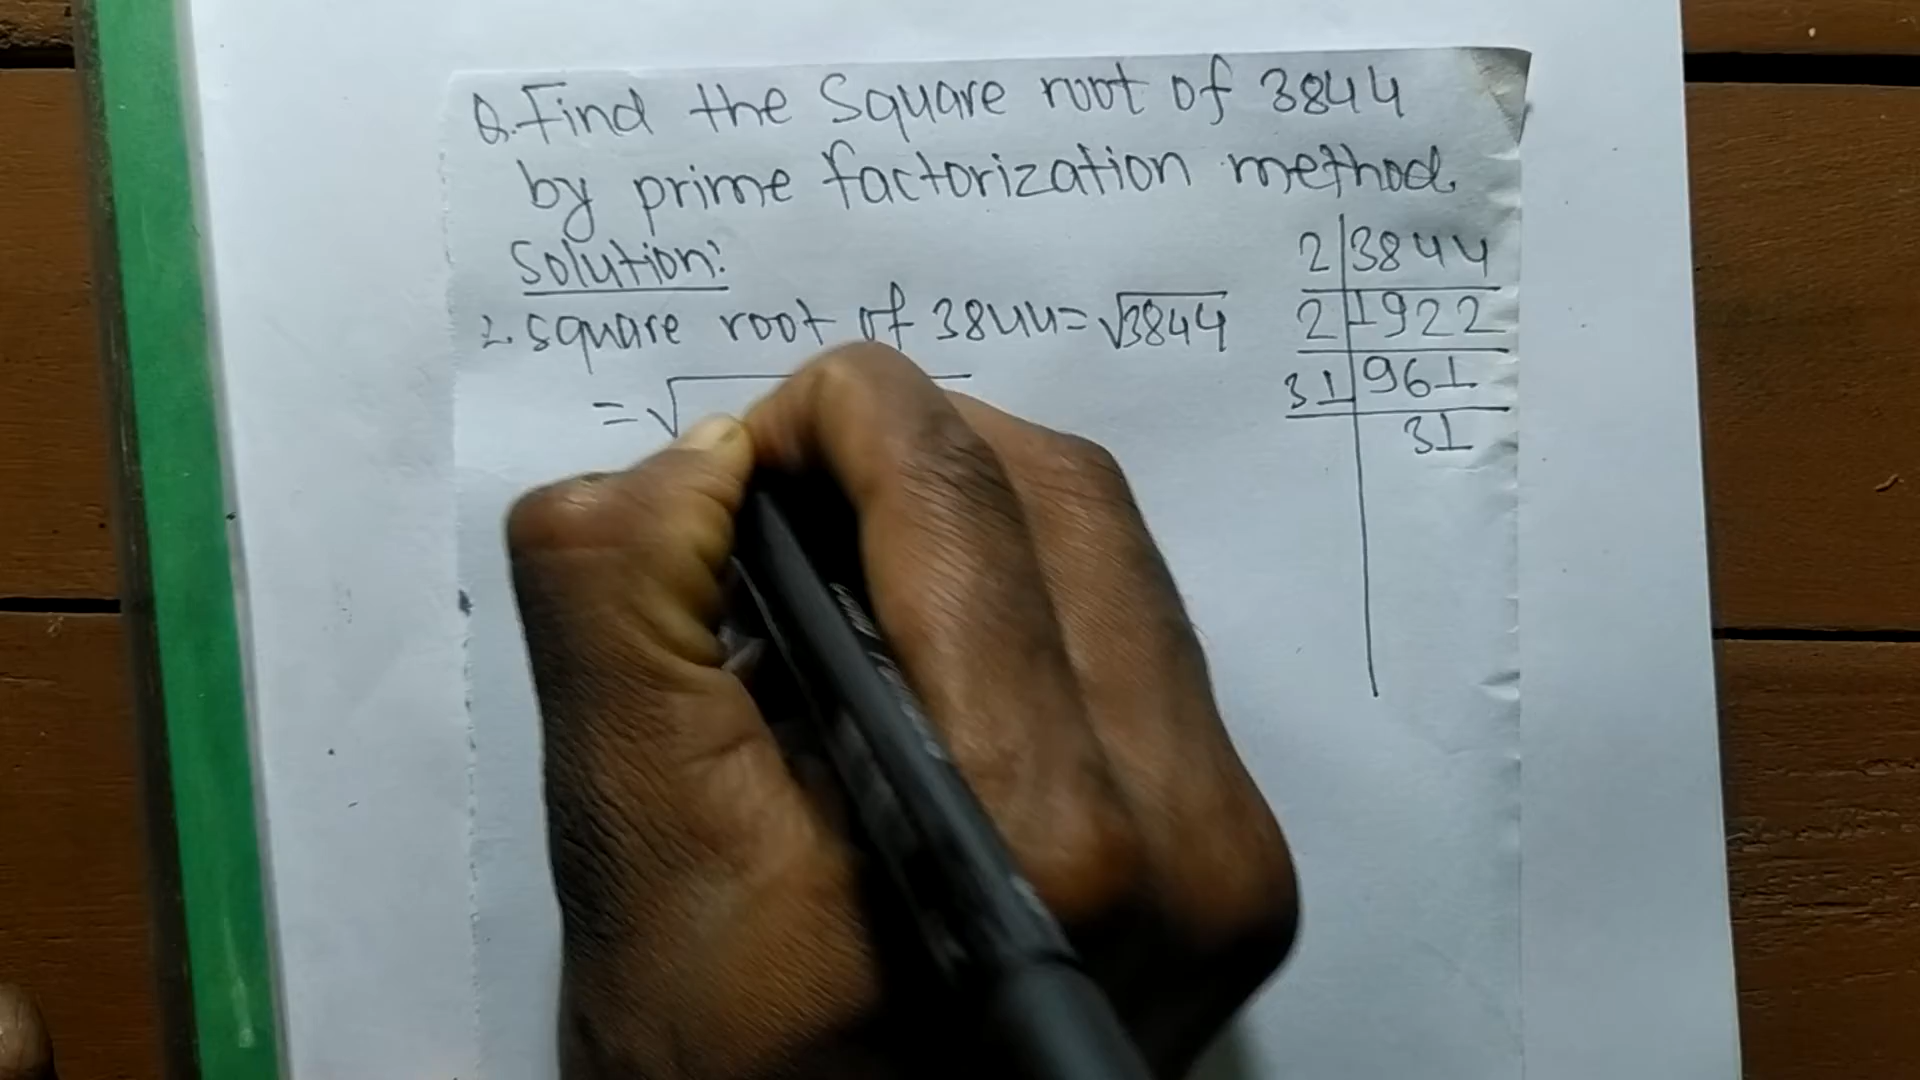 Q. Find the Square root of 3844
by prime factorization method.
Solution:
∴ square root of 3844 = √3844
= √
2 | 3844
2 | 1922
31 | 961
31